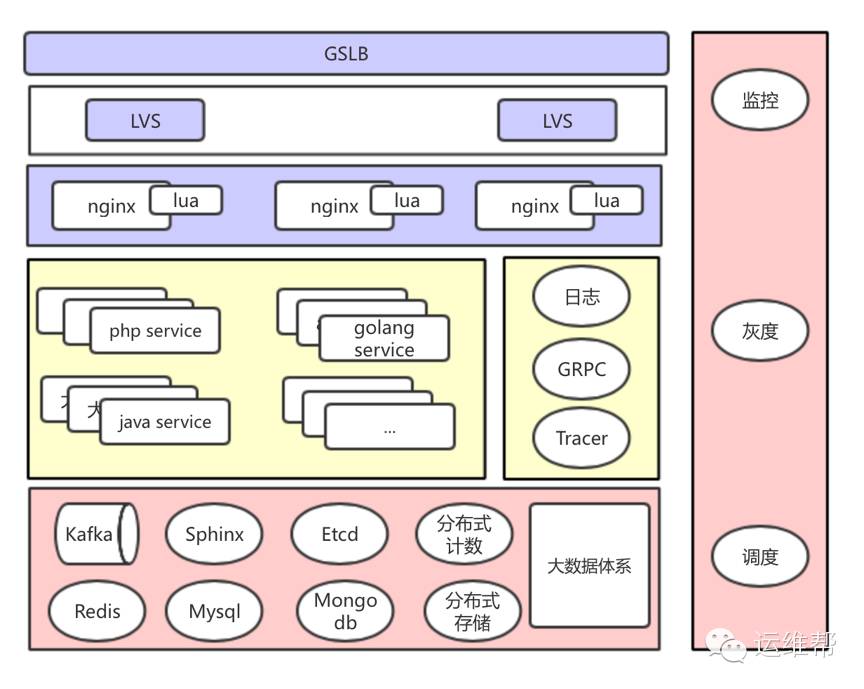 GSLB
LVS
LVS
nginx
lua
nginx
lua
nginx
lua
php service
golang
service
java service
...
日志
GRPC
Tracer
Kafka
Sphinx
Etcd
分布式
计数
大数据体系
Redis
Mysql
Mongo
db
分布式
存储
监控
灰度
调度
运维帮